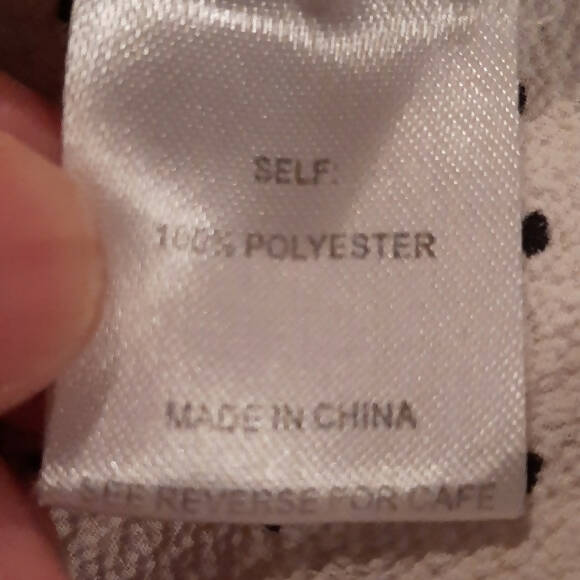 SELF:
100% POLYESTER
MADE IN CHINA
SEE REVERSE FOR CARE